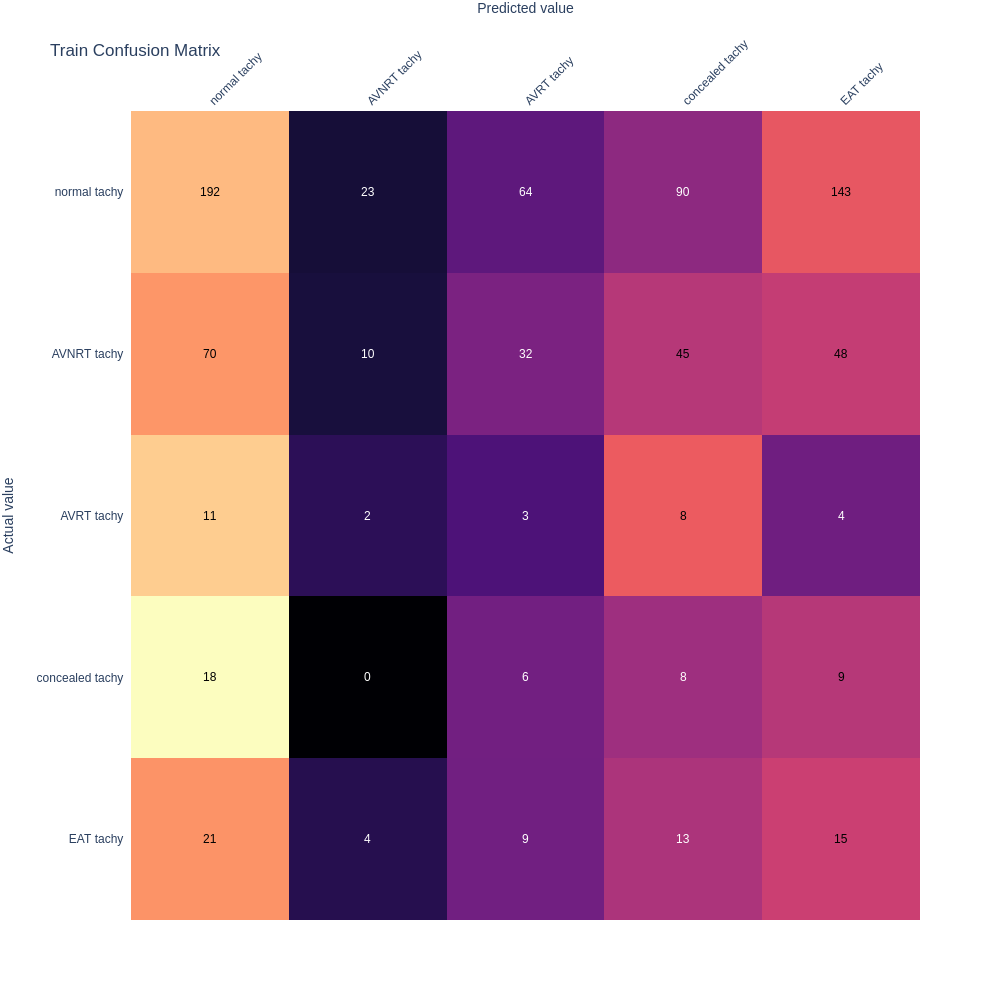 Predicted value
Train Confusion Matrix
normal tachy
AVNRT tachy
AVRT tachy
concealed tachy
EAT tachy
normal tachy 192 23 64 90 143
AVNRT tachy 70 10 32 45 48
AVRT tachy 11 2 3 8 4
concealed tachy 18 0 6 8 9
EAT tachy 21 4 9 13 15
Actual value